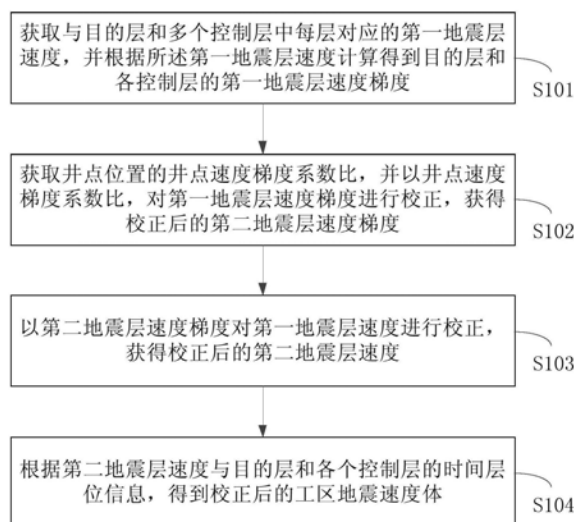 获取与目的层和多个控制层中每层对应的第一地震层
速度，并根据所述第一地震层速度计算得到目的层和
各控制层的第一地震层速度梯度
S101
获取井点位置的井点速度梯度系数比，并以井点速度
梯度系数比，对第一地震层速度梯度进行校正，获得
校正后的第二地震层速度梯度
S102
以第二地震层速度梯度对第一地震层速度进行校正，
获得校正后的第二地震层速度
S103
根据第二地震层速度与目的层和各个控制层的时间层
位信息，得到校正后的工区地震速度体
S104